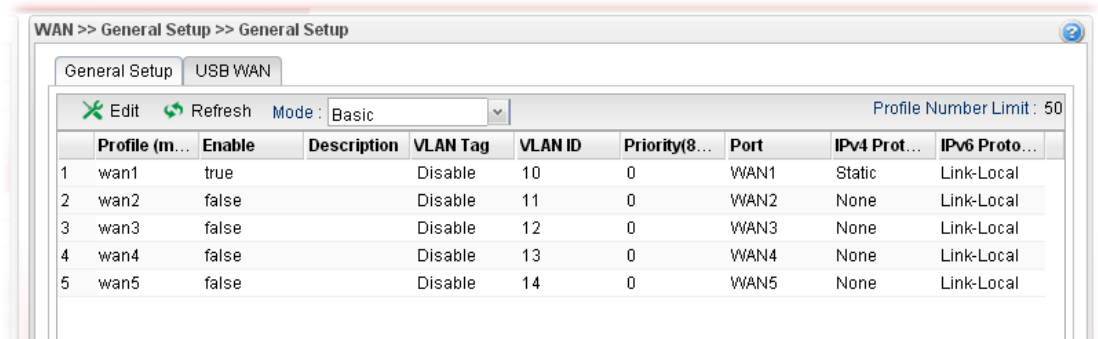 WAN >> General Setup >> General Setup
General Setup USB WAN
Edit Refresh Mode : Basic Profile Number Limit : 50
Profile (m... Enable Description VLAN Tag VLAN ID Priority(8... Port IPv4 Prot... IPv6 Proto...
1 wan1 true Disable 10 0 WAN1 Static Link-Local
2 wan2 false Disable 11 0 WAN2 None Link-Local
3 wan3 false Disable 12 0 WAN3 None Link-Local
4 wan4 false Disable 13 0 WAN4 None Link-Local
5 wan5 false Disable 14 0 WAN5 None Link-Local